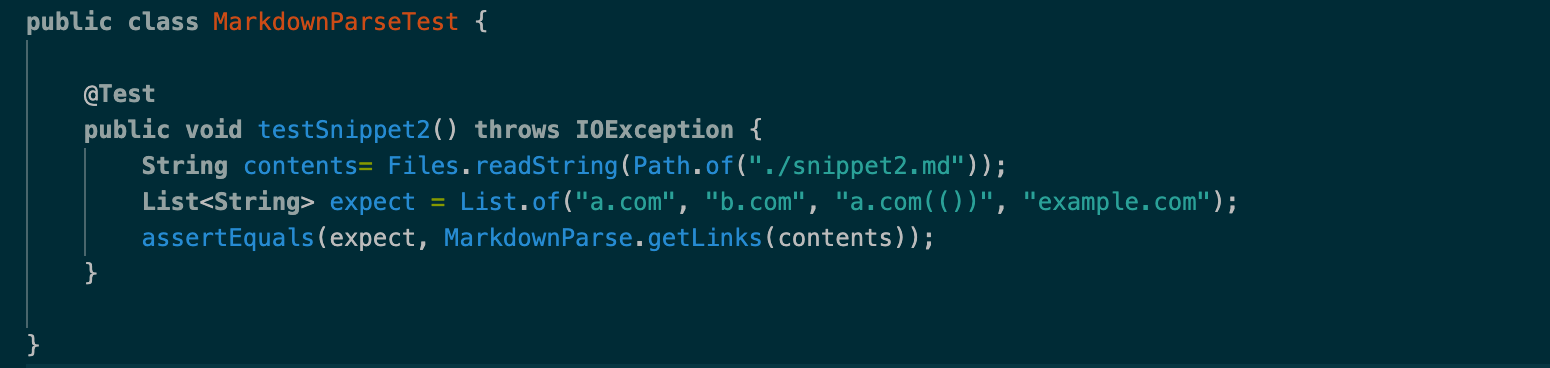 public class MarkdownParseTest {
@Test
public void testSnippet2() throws IOException {
String contents= Files.readString(Path.of("./snippet2.md"));
List<String> expect = List.of("a.com", "b.com", "a.com(())", "example.com");
assertEquals(expect, MarkdownParse.getLinks(contents));
}
}